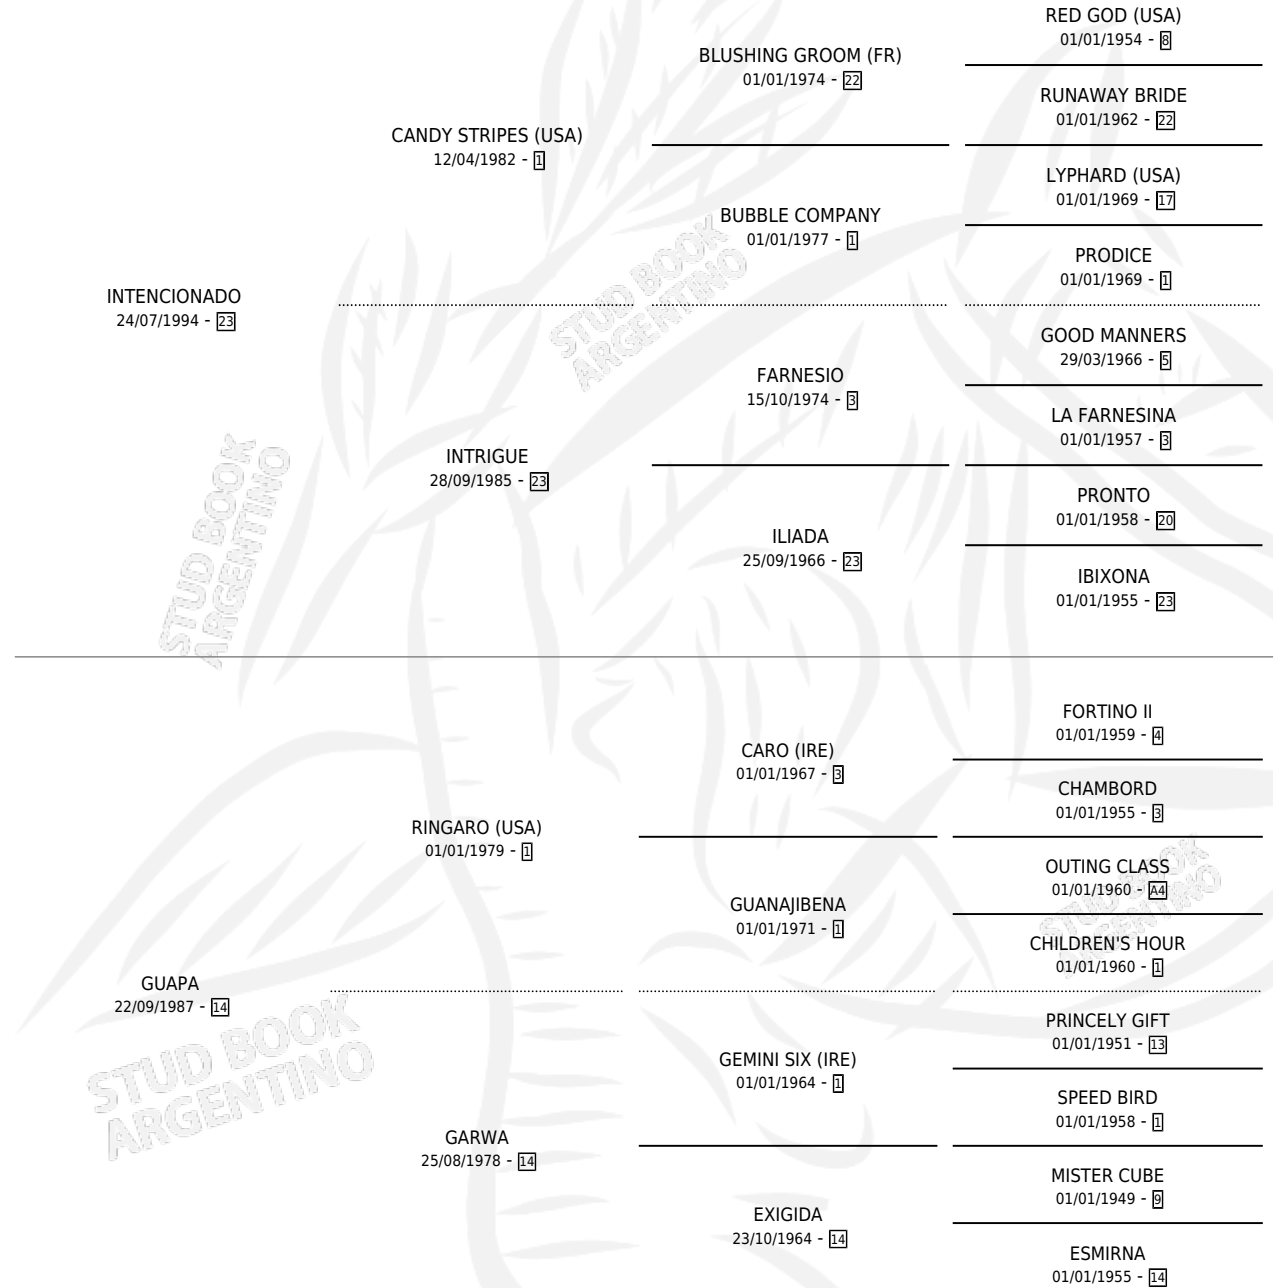 RED GOD (USA)
01/01/1954 - 8
BLUSHING GROOM (FR)
01/01/1974 - 22
RUNAWAY BRIDE
01/01/1962 - 22
CANDY STRIPES (USA)
12/04/1982 - 1
LYPHARD (USA)
01/01/1969 - 17
BUBBLE COMPANY
01/01/1977 - 1
PRODICE
01/01/1969 - 1
INTENCIONADO
24/07/1994 - 23
STUD BOOK
ARGENTINO
GOOD MANNERS
29/03/1966 - 5
FARNESIO
15/10/1974 - 3
LA FARNESINA
01/01/1957 - 3
INTRIGUE
28/09/1985 - 23
PRONTO
01/01/1958 - 20
ILIADA
25/09/1966 - 23
IBIXONA
01/01/1955 - 23
STUD BOOK
ARGENTINO
FORTINO II
01/01/1959 - 4
CARO (IRE)
01/01/1967 - 3
CHAMBORD
01/01/1955 - 3
RINGARO (USA)
01/01/1979 - 1
OUTING CLASS
01/01/1960 - A4
GUANAJIBENA
01/01/1971 - 1
STUD BOOK
ARGENTINO
CHILDREN'S HOUR
01/01/1960 - 1
GUAPA
22/09/1987 - 14
PRINCELY GIFT
01/01/1951 - 13
GEMINI SIX (IRE)
01/01/1964 - 1
STUD BOOK
ARGENTINO
SPEED BIRD
01/01/1958 - 1
GARWA
25/08/1978 - 14
MISTER CUBE
01/01/1949 - 9
EXIGIDA
23/10/1964 - 14
ESMIRNA
01/01/1955 - 14